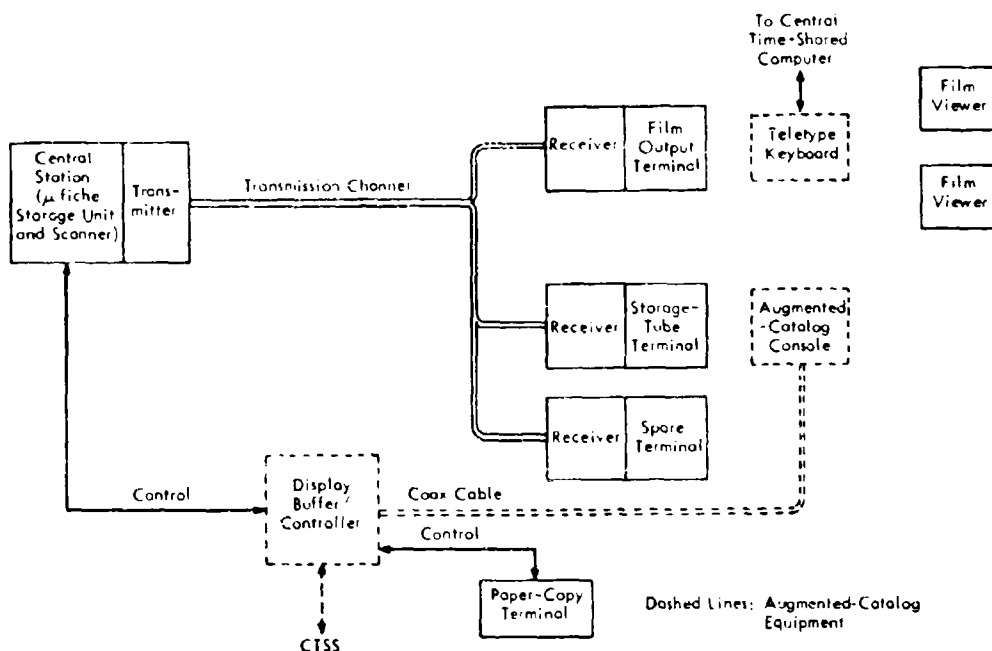 To Central
Time-Shared
Computer
Film
Viewer
Receiver
Film
Output
Terminal
Teletype
Keyboard
Central
Station
(μ fiche
Storage Unit
and Scanner)
Trans-
mitter
Transmission Channer
Film
Viewer
Receiver
Storage-
Tube
Terminal
Augmented
-Catalog
Console
Receiver
Spare
Terminal
Control
Display
Buffer/
Controller
Coax Cable
Control
Paper-Copy
Terminal
Dashed Lines: Augmented-Catalog
Equipment
CTSS